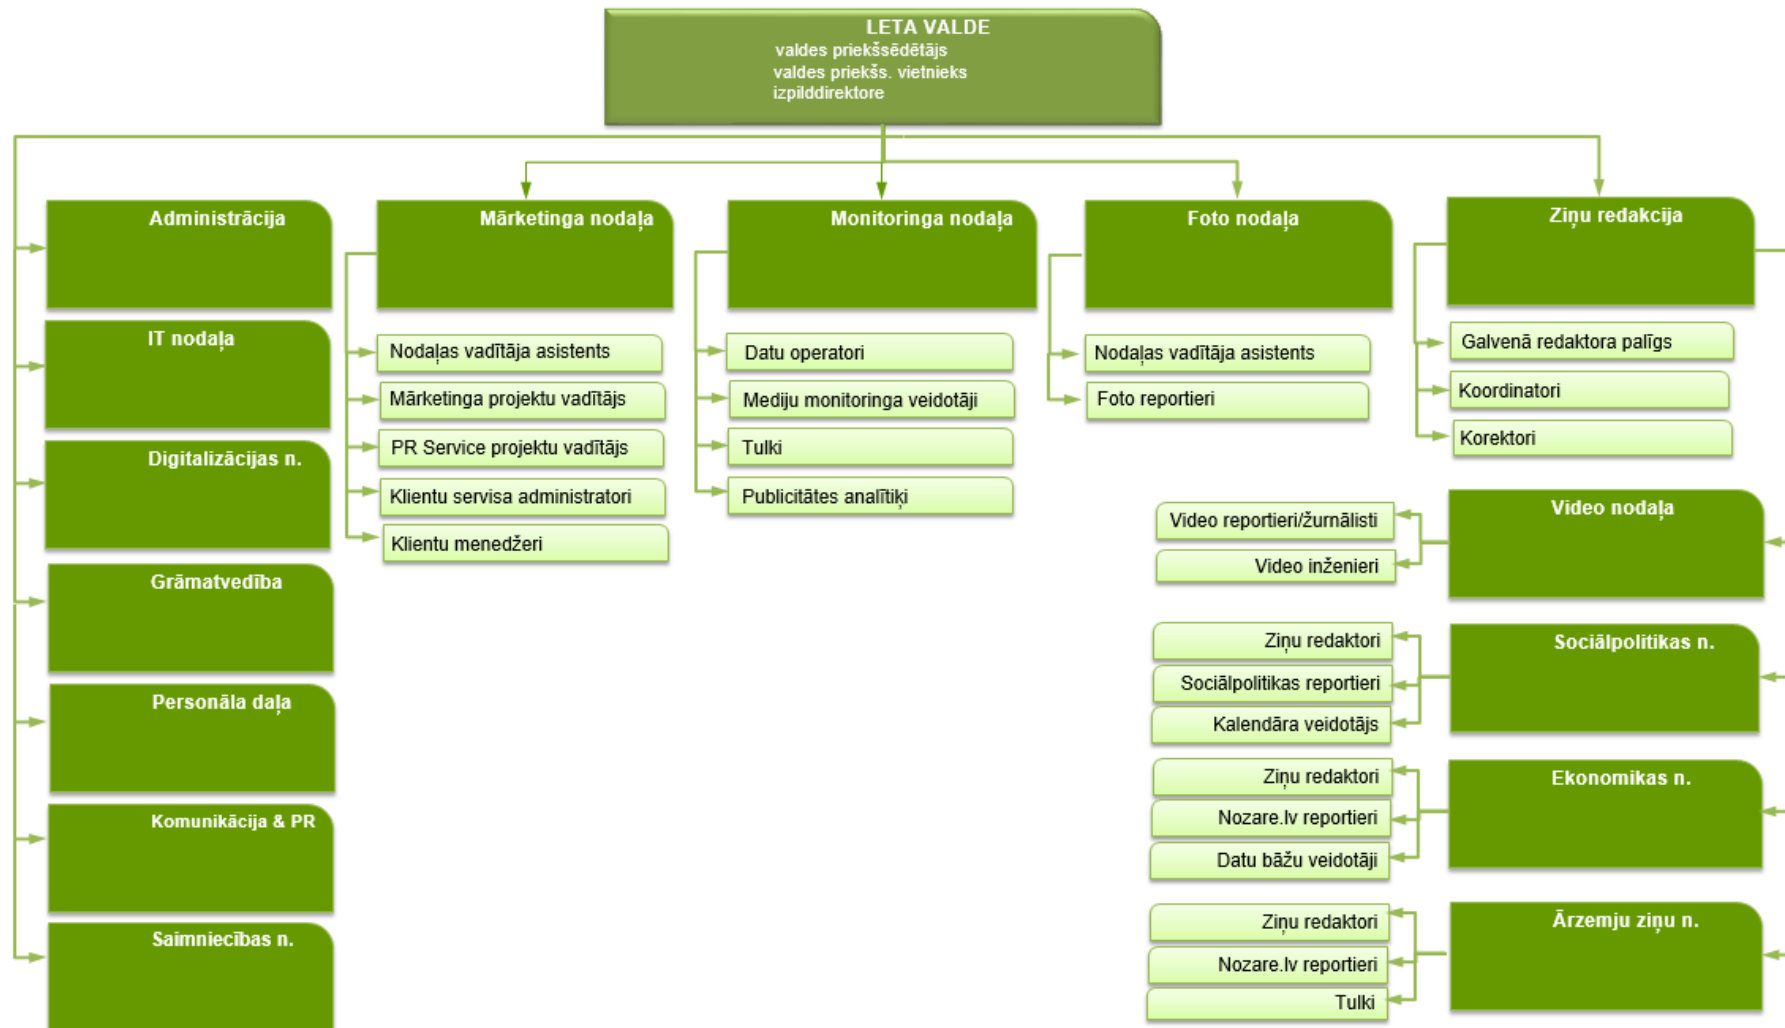 LETA VALDE
valdes priekšsēdētājs
valdes priekšs. vietnieks
izpilddirektore
Administrācija
IT nodaļa
Digitalizācijas n.
Grāmatvedība
Personāla daļa
Komunikācija & PR
Saimniecības n.
Mārketinga nodaļa
Nodaļas vadītāja asistents
Mārketinga projektu vadītājs
PR Service projektu vadītājs
Klientu servisa administratori
Klientu menedžeri
Monitoringa nodaļa
Datu operatori
Mediju monitoringa veidotāji
Tulki
Publicitātes analītiķi
Foto nodaļa
Nodaļas vadītāja asistents
Foto reportieri
Ziņu redakcija
Galvenā redaktora palīgs
Koordinatori
Korektori
Video nodaļa
Video reportieri/žurnālisti
Video inženieri
Sociālpolitikas n.
Ziņu redaktori
Sociālpolitikas reportieri
Kalendāra veidotājs
Ekonomikas n.
Ziņu redaktori
Nozare.lv reportieri
Datu bāžu veidotāji
Ārzemju ziņu n.
Ziņu redaktori
Nozare.lv reportieri
Tulki